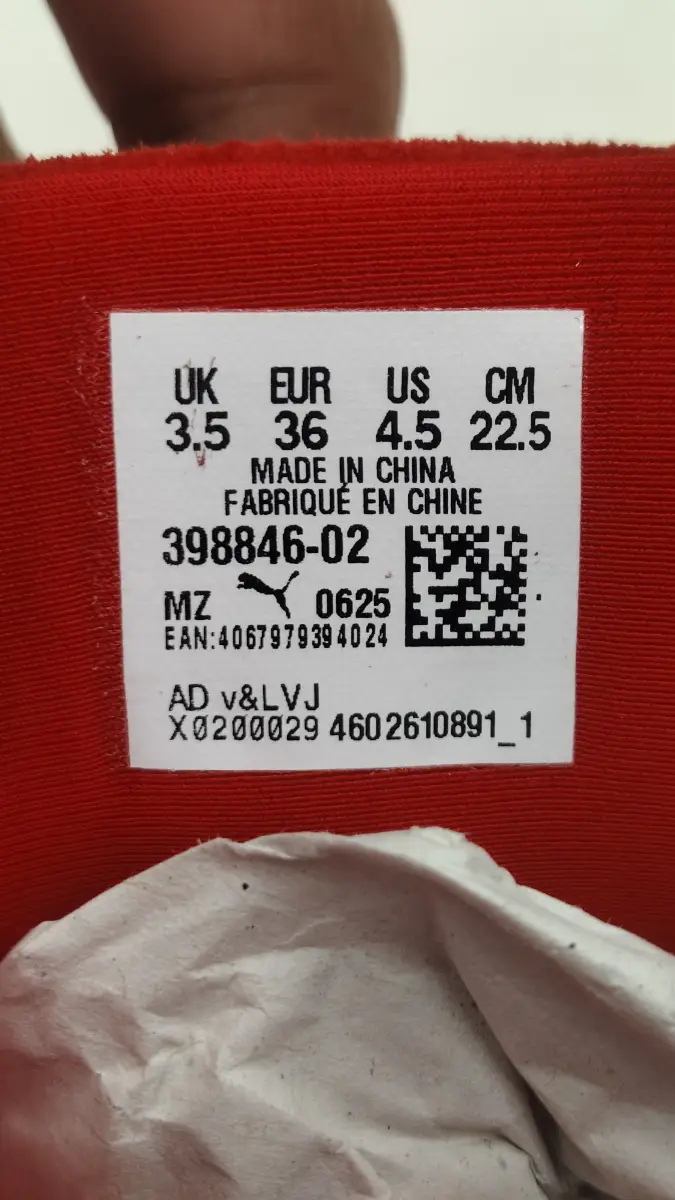 UK EUR US CM
3.5 36 4.5 22.5
MADE IN CHINA
FABRIQUÉ EN CHINE
398846-02
MZ 0625
EAN:4067979394024
AD v&LVJ
X0200029 4602610891_1